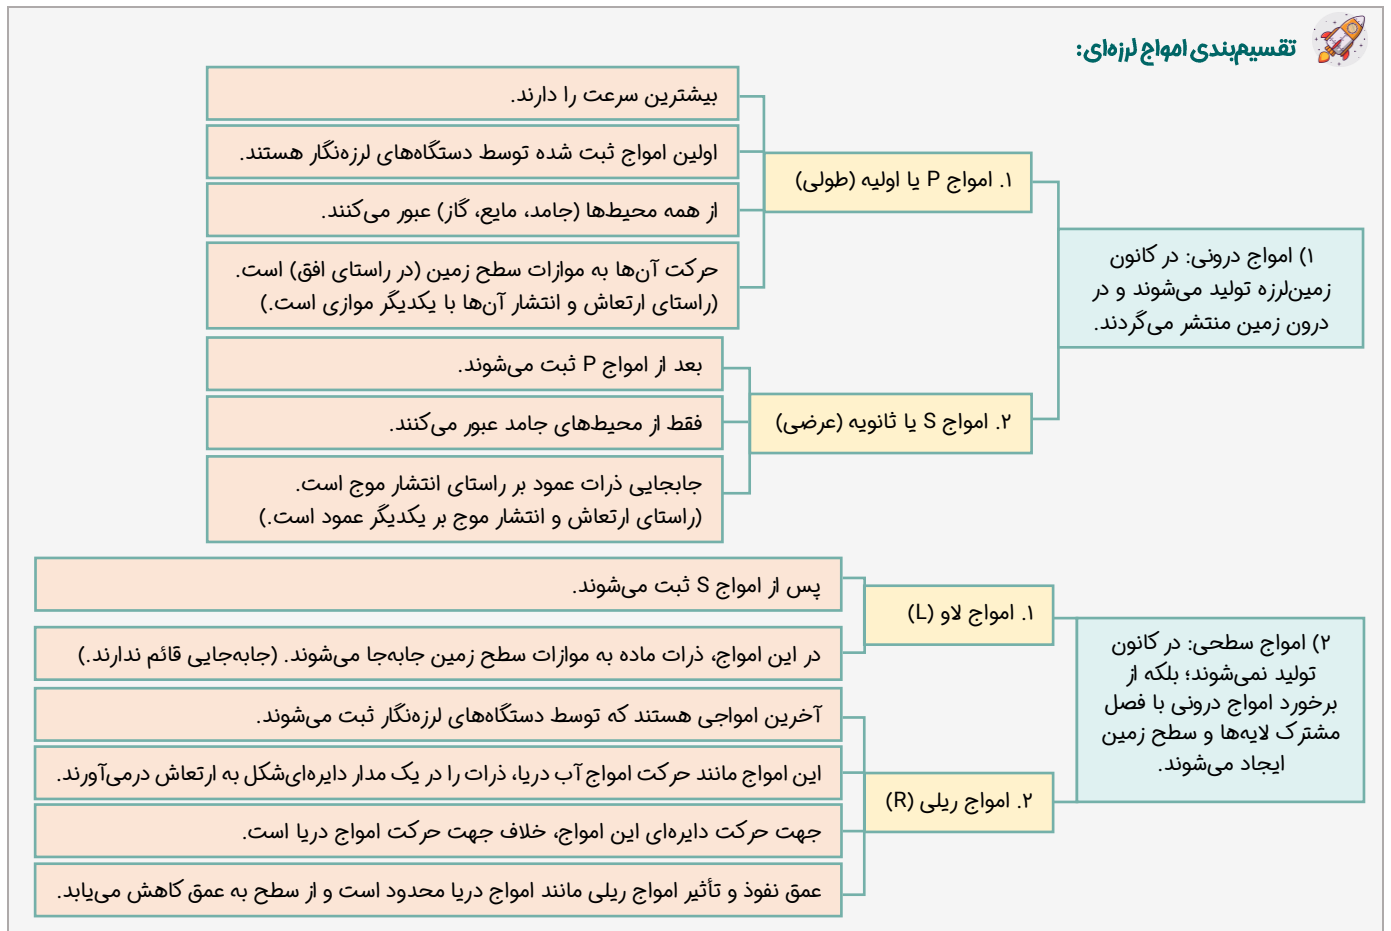 تقسیم‌بندی امواج لرزه‌ای:
۱) امواج درونی: در کانون
زمین‌لرزه تولید می‌شوند و در
درون زمین منتشر می‌گردند.
۱. امواج P یا اولیه (طولی)
بیشترین سرعت را دارند.
اولین امواج ثبت شده توسط دستگاه‌های لرزه‌نگار هستند.
از همه محیط‌ها (جامد، مایع، گاز) عبور می‌کنند.
حرکت آن‌ها به موازات سطح زمین (در راستای افق) است.
(راستای ارتعاش و انتشار آن‌ها با یکدیگر موازی است.)
۲. امواج S یا ثانویه (عرضی)
بعد از امواج P ثبت می‌شوند.
فقط از محیط‌های جامد عبور می‌کنند.
جابجایی ذرات عمود بر راستای انتشار موج است.
(راستای ارتعاش و انتشار موج بر یکدیگر عمود است.)
۲) امواج سطحی: در کانون
تولید نمی‌شوند؛ بلکه از
برخورد امواج درونی با فصل
مشترک لایه‌ها و سطح زمین
ایجاد می‌شوند.
۱. امواج لاو (L)
پس از امواج S ثبت می‌شوند.
در این امواج، ذرات ماده به موازات سطح زمین جابه‌جا می‌شوند. (جابه‌جایی قائم ندارند.)
۲. امواج ریلی (R)
آخرین امواجی هستند که توسط دستگاه‌های لرزه‌نگار ثبت می‌شوند.
این امواج مانند حرکت امواج آب دریا، ذرات را در یک مدار دایره‌ای‌شکل به ارتعاش درمی‌آورند.
جهت حرکت دایره‌ای این امواج، خلاف جهت حرکت امواج دریا است.
عمق نفوذ و تأثیر امواج ریلی مانند امواج دریا محدود است و از سطح به عمق کاهش می‌یابد.